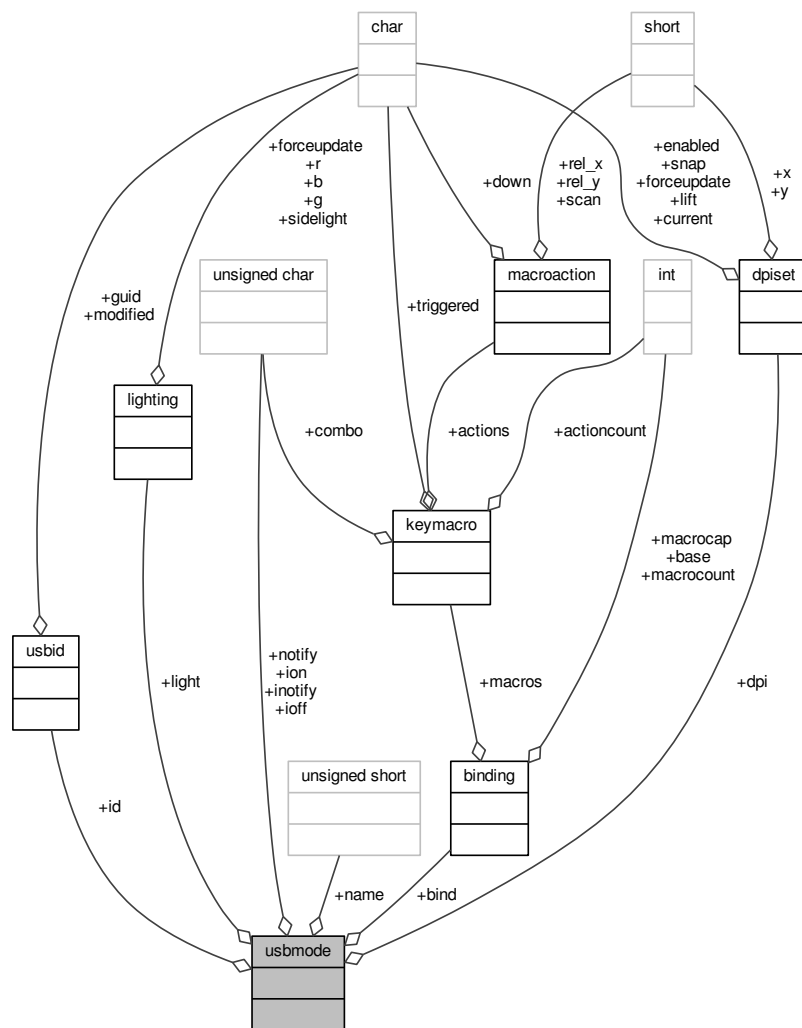 char
short
+forceupdate
+r
+b
+g
+sidelight
+down
+rel_x
+rel_y
+scan
+enabled
+snap
+forceupdate
+lift
+current
+x
+y
unsigned char
macroaction
int
dpiset
+guid
+modified
+triggered
lighting
+combo
+actions
+actioncount
keymacro
+macrocap
+base
+macrocount
usbid
+light
+notify
+ion
+inotify
+ioff
+macros
+dpi
unsigned short
binding
+id
+name
+bind
usbmode